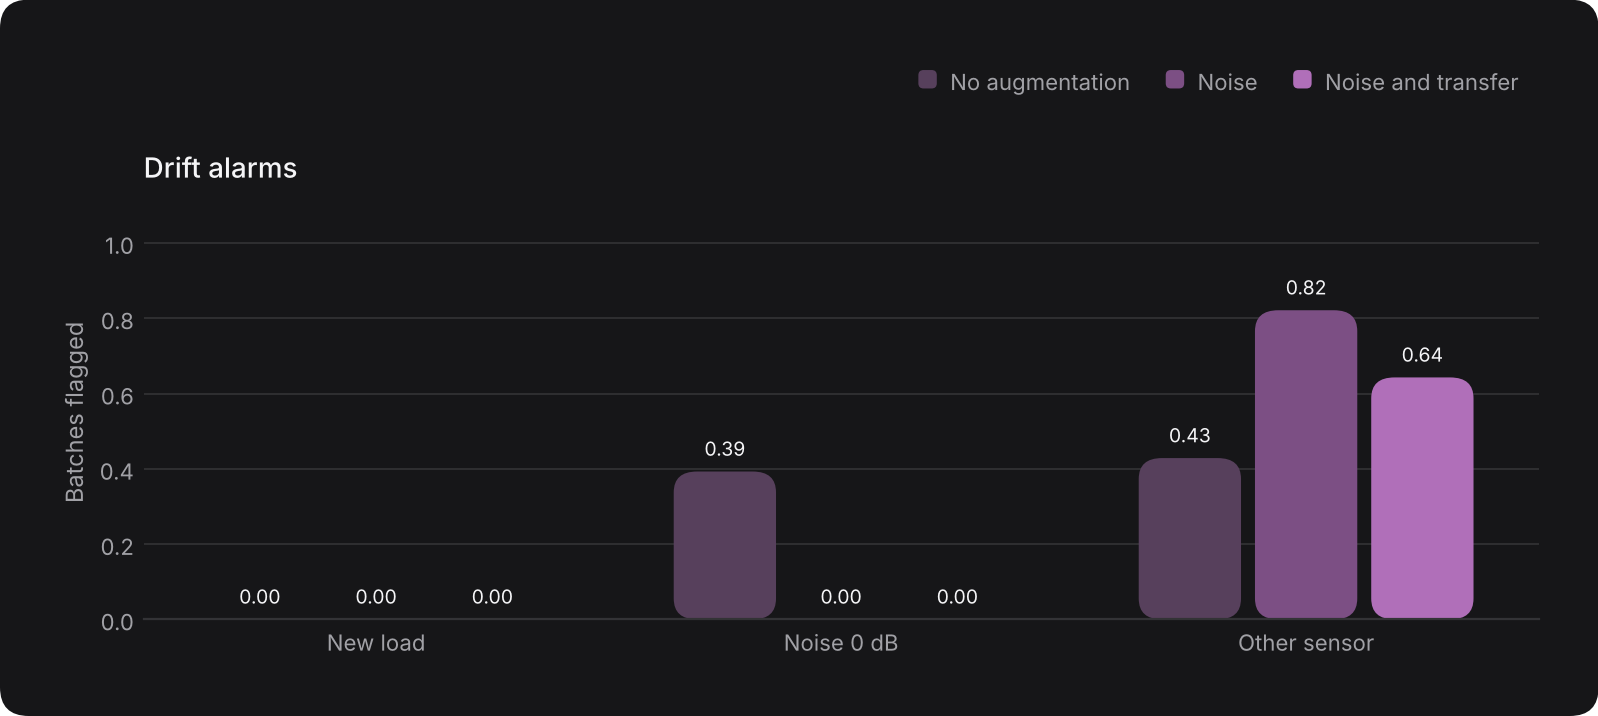 No augmentation
Noise
Noise and transfer
Drift alarms
Batches flagged
1.0
0.8
0.6
0.4
0.2
0.0
0.00
0.00
0.00
0.39
0.00
0.00
0.43
0.82
0.64
New load
Noise 0 dB
Other sensor